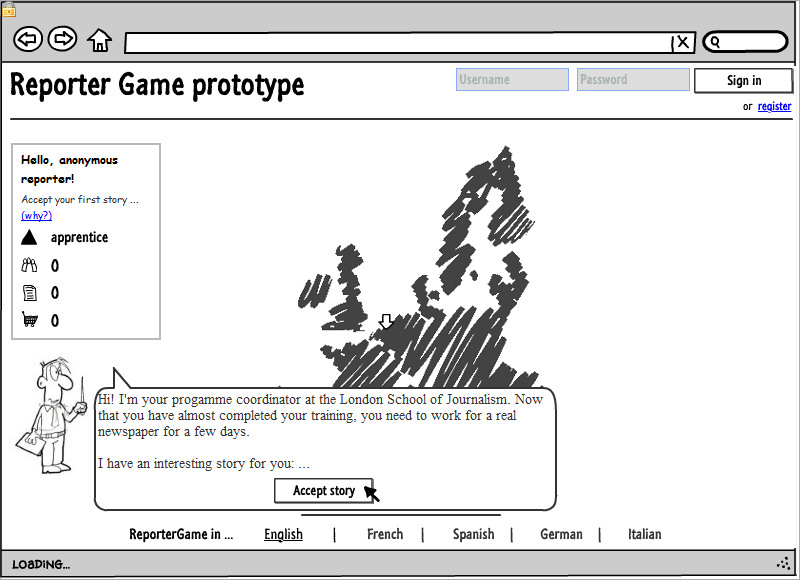 Reporter Game prototype
Username
Password
Sign in
or register
Hello, anonymous
reporter!
Accept your first story ...
(why?)
apprentice
0
0
0
Hi! I'm your progamme coordinator at the London School of Journalism. Now
that you have almost completed your training, you need to work for a real
newspaper for a few days.
I have an interesting story for you: ...
Accept story
ReporterGame in ... English | French | Spanish | German | Italian
LOADING...